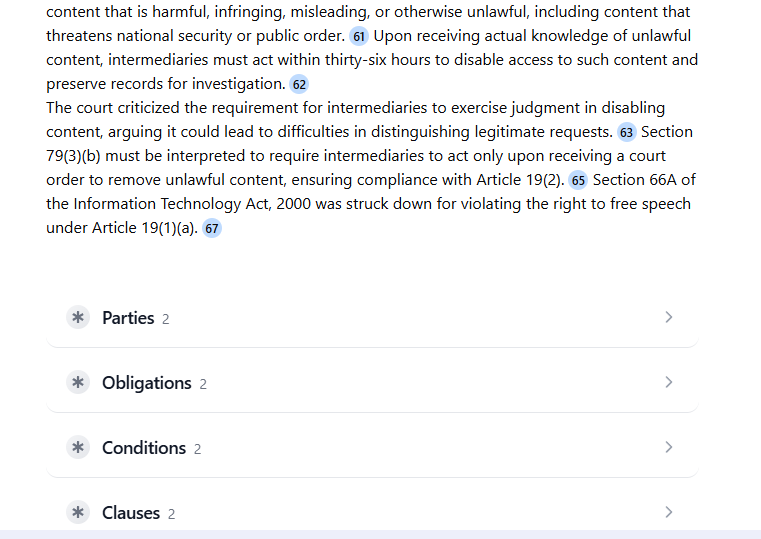 content that is harmful, infringing, misleading, or otherwise unlawful, including content that
threatens national security or public order. 61 Upon receiving actual knowledge of unlawful
content, intermediaries must act within thirty-six hours to disable access to such content and
preserve records for investigation. 62
The court criticized the requirement for intermediaries to exercise judgment in disabling
content, arguing it could lead to difficulties in distinguishing legitimate requests. 63 Section
79(3)(b) must be interpreted to require intermediaries to act only upon receiving a court
order to remove unlawful content, ensuring compliance with Article 19(2). 65 Section 66A of
the Information Technology Act, 2000 was struck down for violating the right to free speech
under Article 19(1)(a). 67
Parties 2
Obligations 2
Conditions 2
Clauses 2